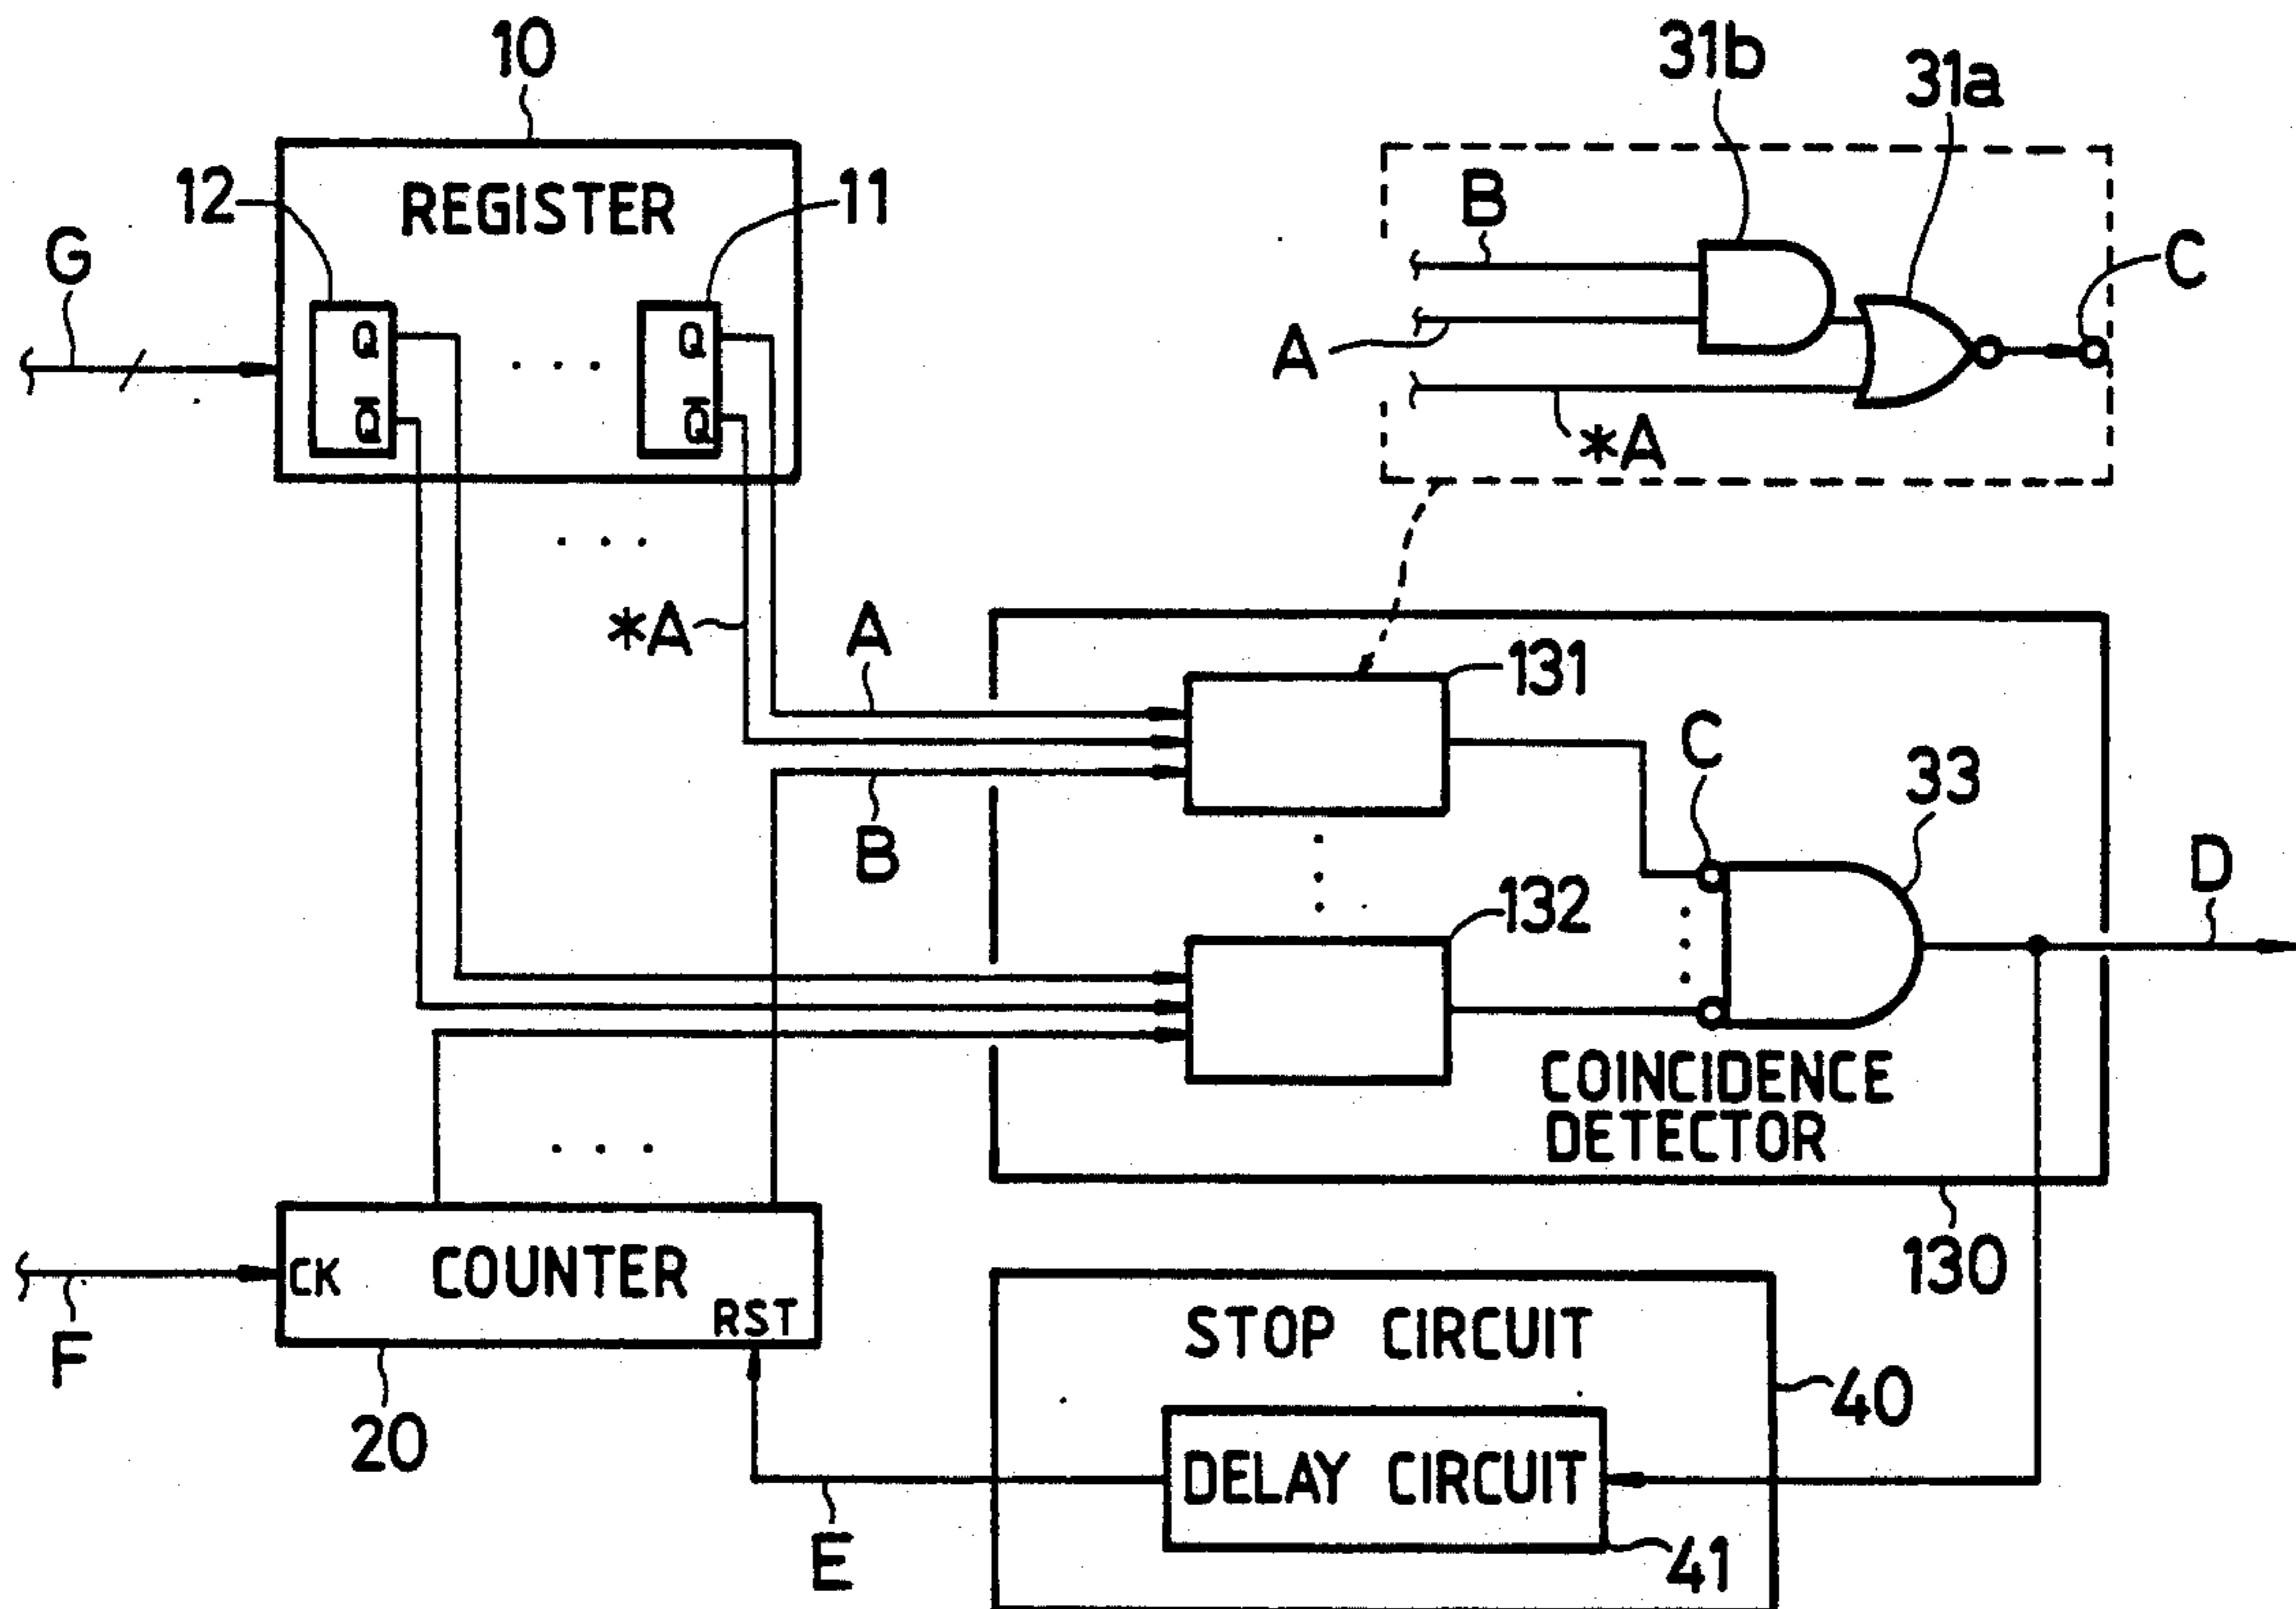 10
31b
31a
12
REGISTER
11
B
G
C
Q
Q
A
Q̅
Q̅
*A
*A
A
131
C
33
B
D
132
COINCIDENCE
DETECTOR
CK
COUNTER
130
RST
STOP CIRCUIT
F
40
20
DELAY CIRCUIT
E
41